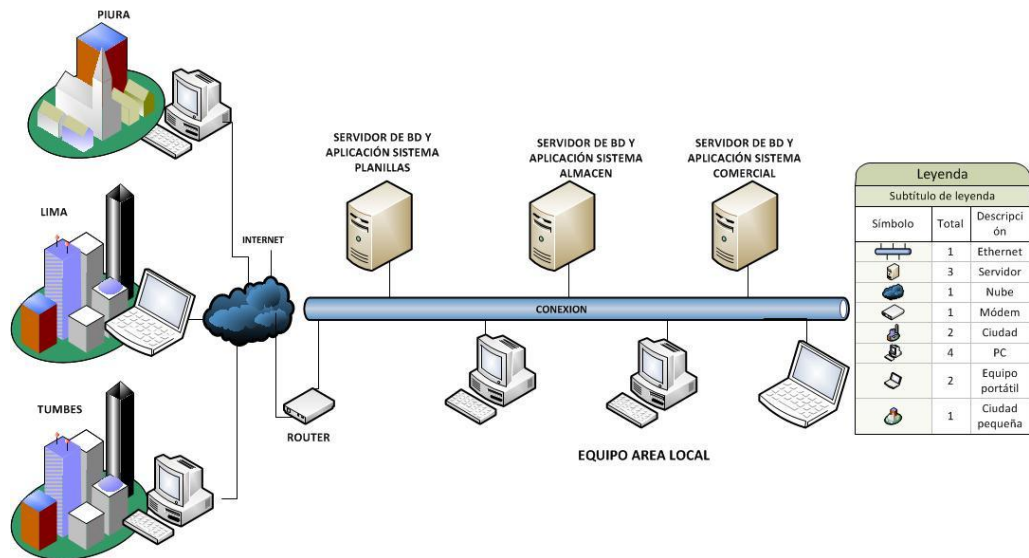 PIURA
SERVIDOR DE BD Y
APLICACIÓN SISTEMA
PLANILLAS
SERVIDOR DE BD Y
APLICACIÓN SISTEMA
ALMACEN
SERVIDOR DE BD Y
APLICACIÓN SISTEMA
COMERCIAL
LIMA
INTERNET
CONEXION
TUMBES
ROUTER
EQUIPO AREA LOCAL
Leyenda
Subtítulo de leyenda
Símbolo Total Descripci
ón
1 Ethernet
3 Servidor
1 Nube
1 Módem
2 Ciudad
4 PC
2 Equipo
portátil
1 Ciudad
pequeña